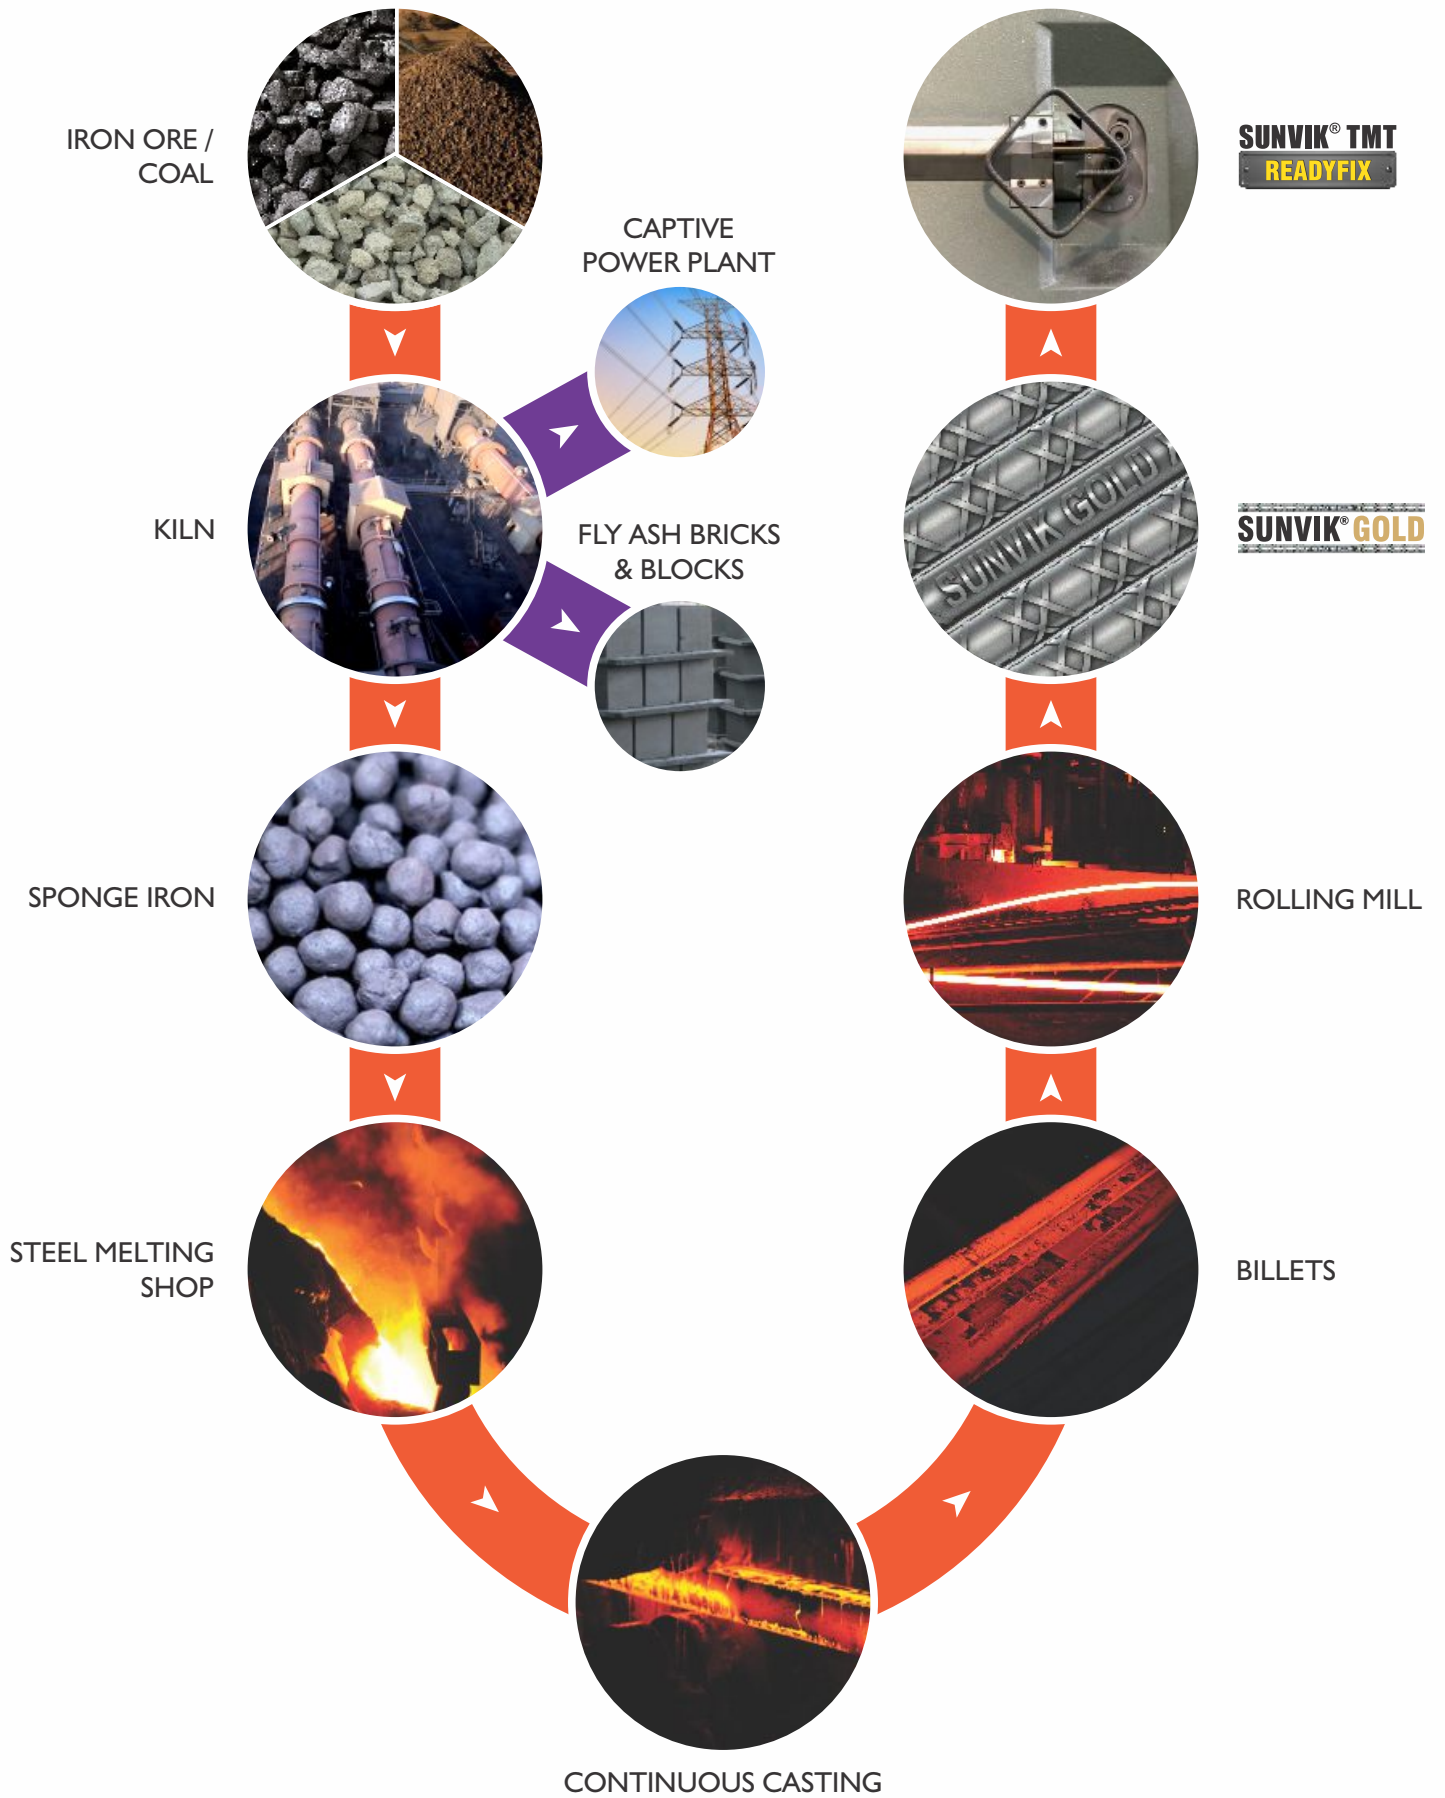 IRON ORE /
COAL
CAPTIVE
POWER PLANT
KILN
FLY ASH BRICKS
& BLOCKS
SPONGE IRON
STEEL MELTING
SHOP
CONTINUOUS CASTING
BILLETS
ROLLING MILL
SUNVIK GOLD
SUNVIK® GOLD
SUNVIK® TMT
READYFIX